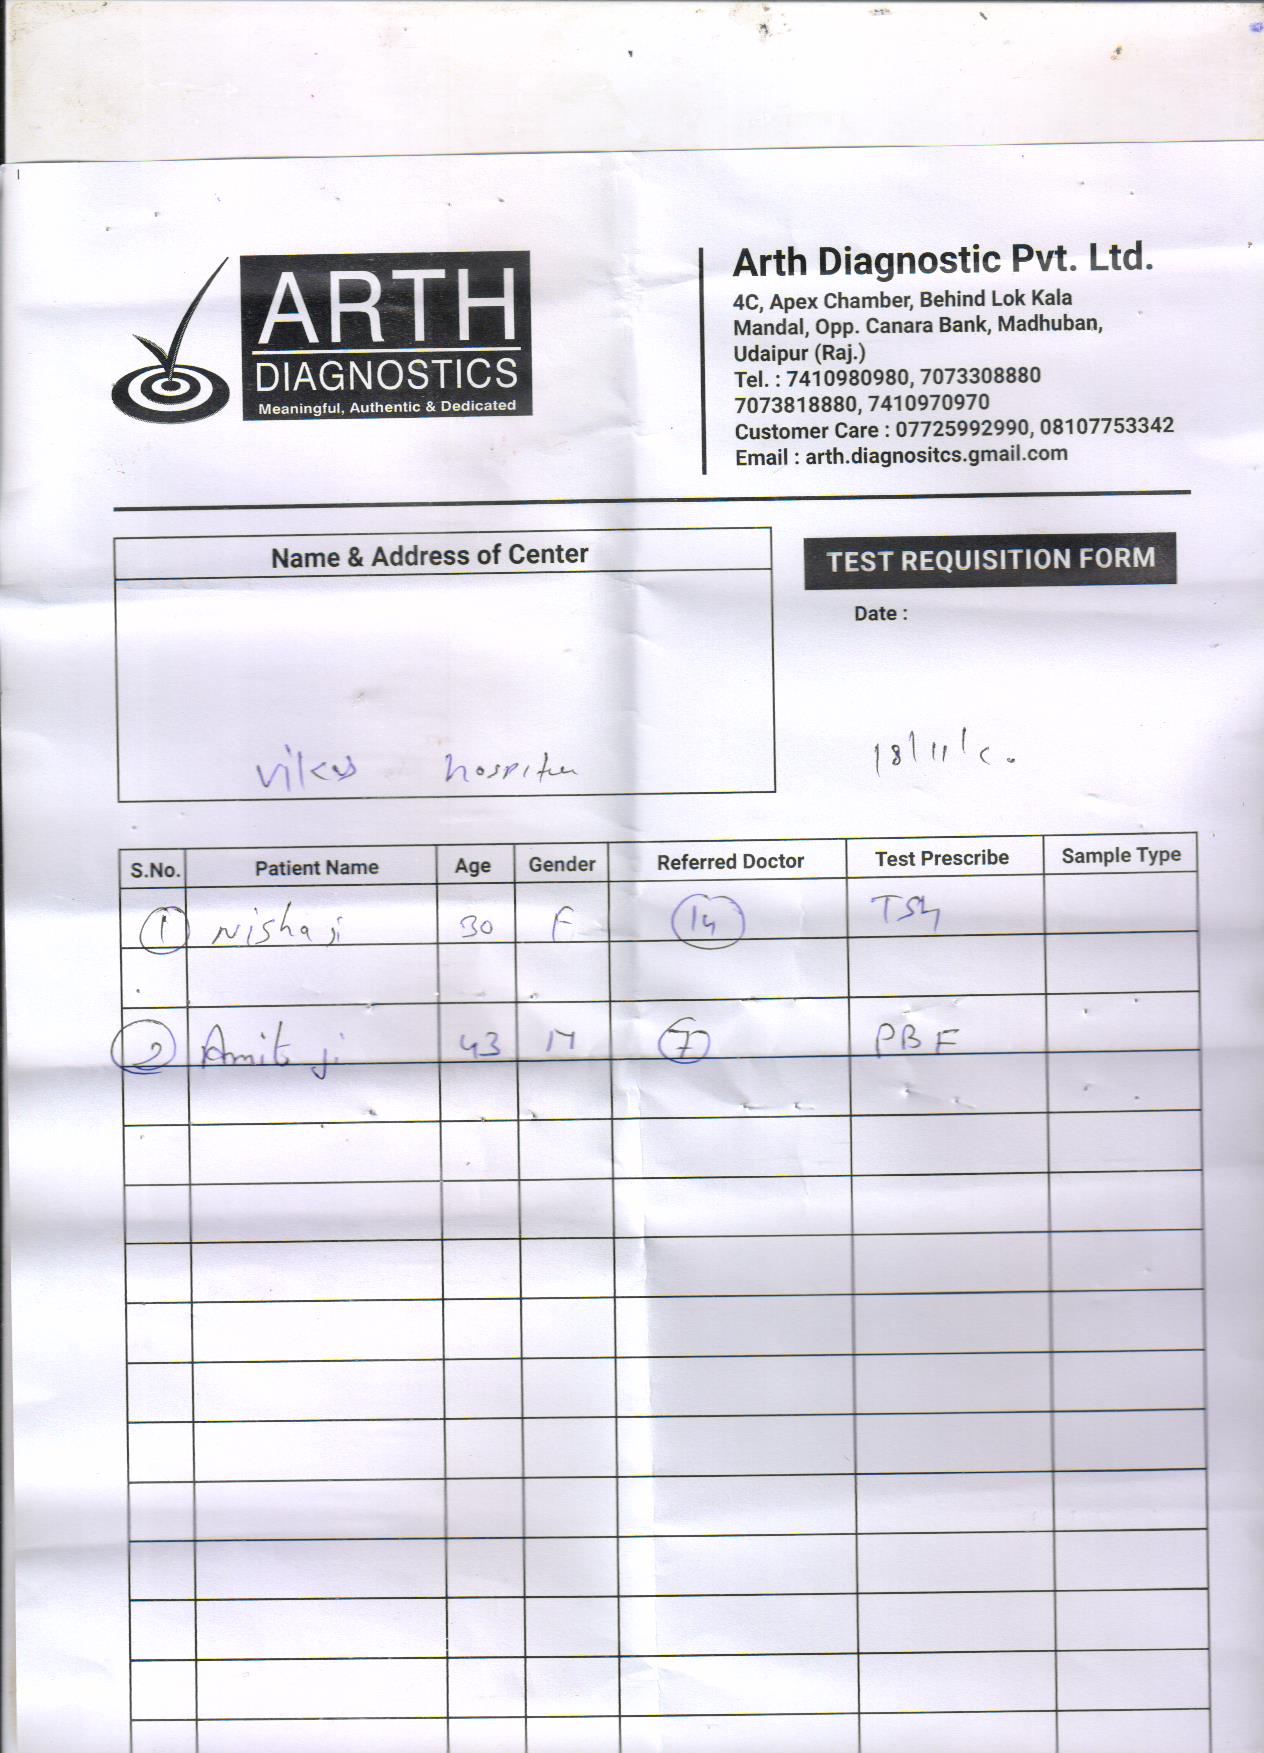 ARTH
DIAGNOSTICS
Meaningful, Authentic & Dedicated
Arth Diagnostic Pvt. Ltd.
4C, Apex Chamber, Behind Lok Kala
Mandal, Opp. Canara Bank, Madhuban,
Udaipur (Raj.)
Tel. : 7410980980, 7073308880
7073818880, 7410970970
Customer Care : 07725992990, 08107753342
Email : arth.diagnositcs.gmail.com
Name & Address of Center
vikas hospital
TEST REQUISITION FORM
Date :
18/11/
S.No. Patient Name Age Gender Referred Doctor Test Prescribe Sample Type
1 Nisha ji 30 F 14 TSH
2 Amit ji 43 M 7 PBF